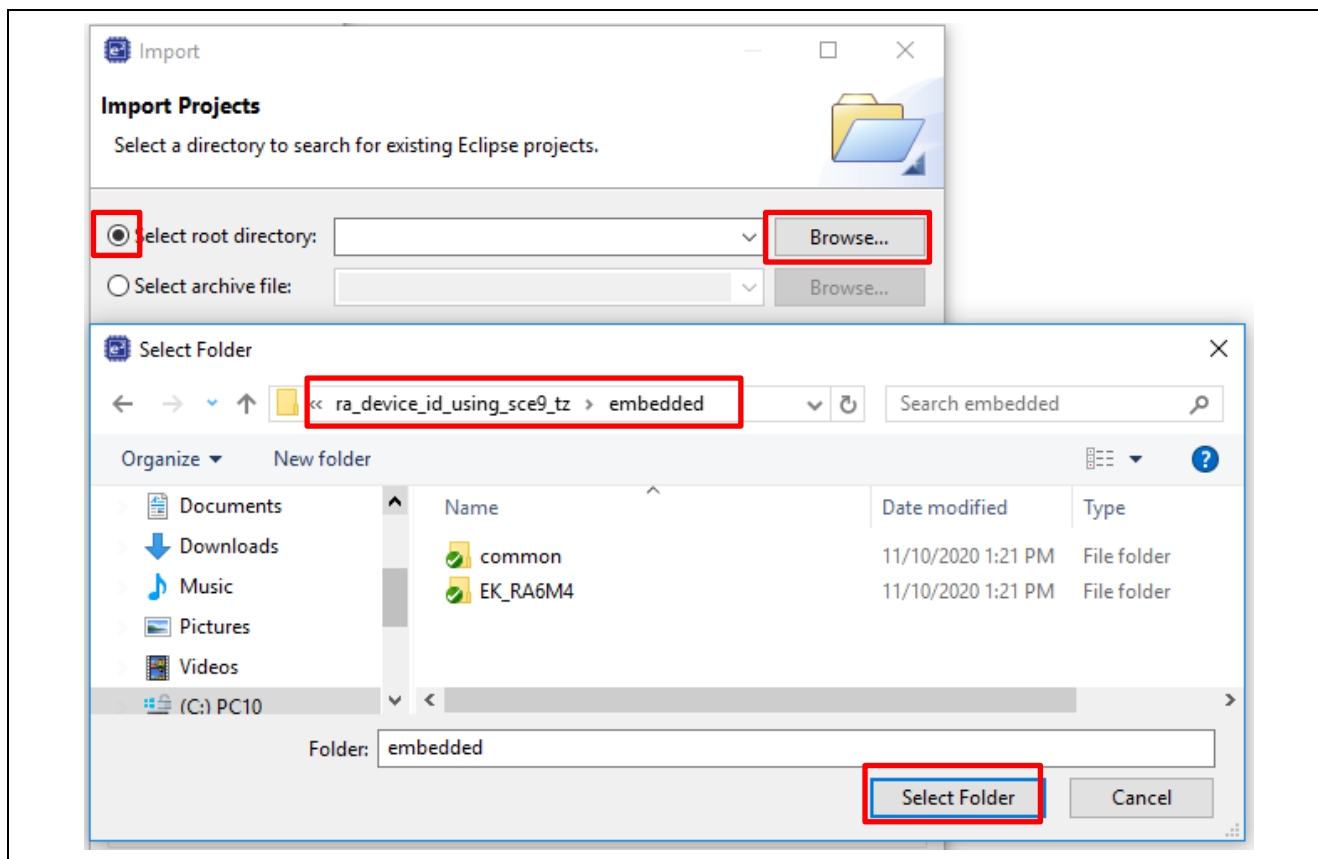 Import
Import Projects
Select a directory to search for existing Eclipse projects.
Select root directory:
Browse...
Select archive file:
Browse...
Select Folder
« ra_device_id_using_sce9_tz > embedded
Search embedded
Organize
New folder
Documents
Downloads
Music
Pictures
Videos
(C:) PC10
Name
Date modified
Type
common
11/10/2020 1:21 PM
File folder
EK_RA6M4
11/10/2020 1:21 PM
File folder
Folder:
embedded
Select Folder
Cancel